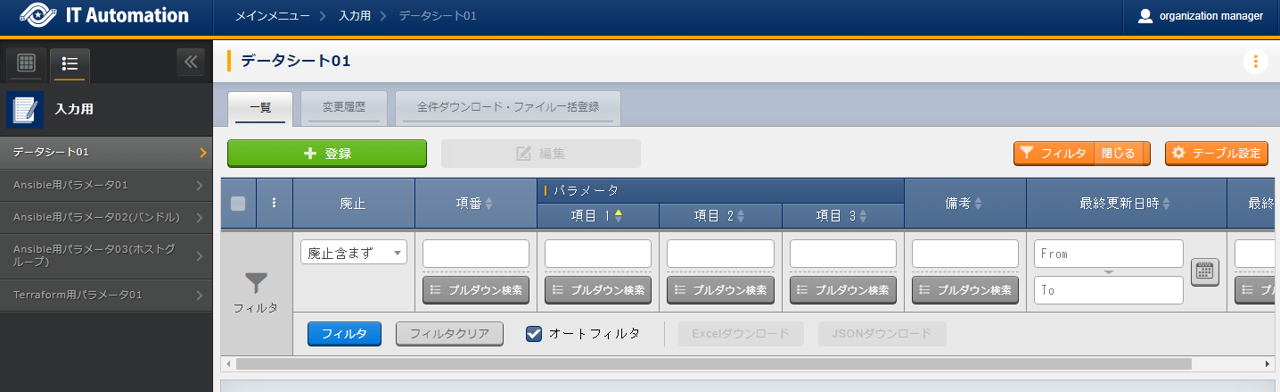 IT Automation
メインメニュー
入力用
データシート01
organization manager
入力用
データシート01
Ansible用パラメータ01
Ansible用パラメータ02(バンドル)
Ansible用パラメータ03(ホストグ
ループ)
Terraform用パラメータ01
データシート01
一覧
変更履歴
全件ダウンロード・ファイル一括登録
登録
編集
フィルタ
閉じる
テーブル設定
廃止
項番
パラメータ
項目 1
項目 2
項目 3
備考
最終更新日時
最終
フィルタ
廃止含まず
プルダウン検索
プルダウン検索
プルダウン検索
プルダウン検索
プルダウン検索
From
To
プル
フィルタ
フィルタクリア
オートフィルタ
Excelダウンロード
JSONダウンロード